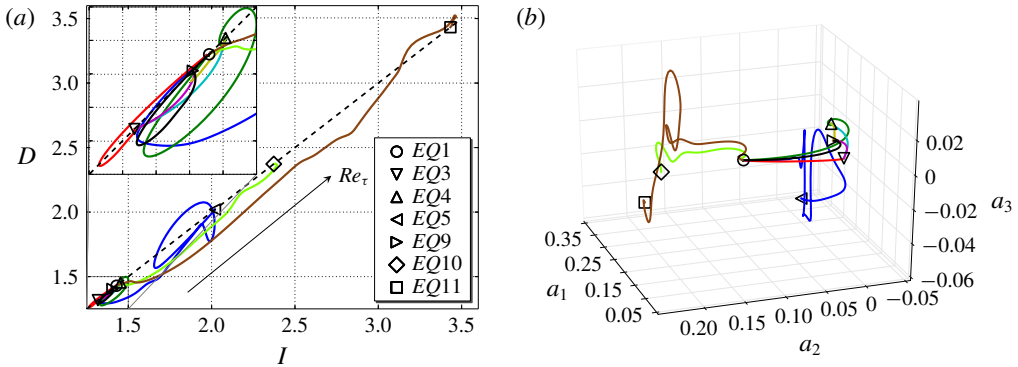 (a)
3.5
3.0
D 2.5
2.0
1.5
1.5 2.0 2.5 3.0 3.5
I
Re_τ
EQ1
EQ3
EQ4
EQ5
EQ9
EQ10
EQ11
(b)
0.02
0
−0.02
−0.04
−0.06
a_3
0.35
0.25
0.15
0.05
a_1
0.20 0.15 0.10 0.05 0 −0.05
a_2